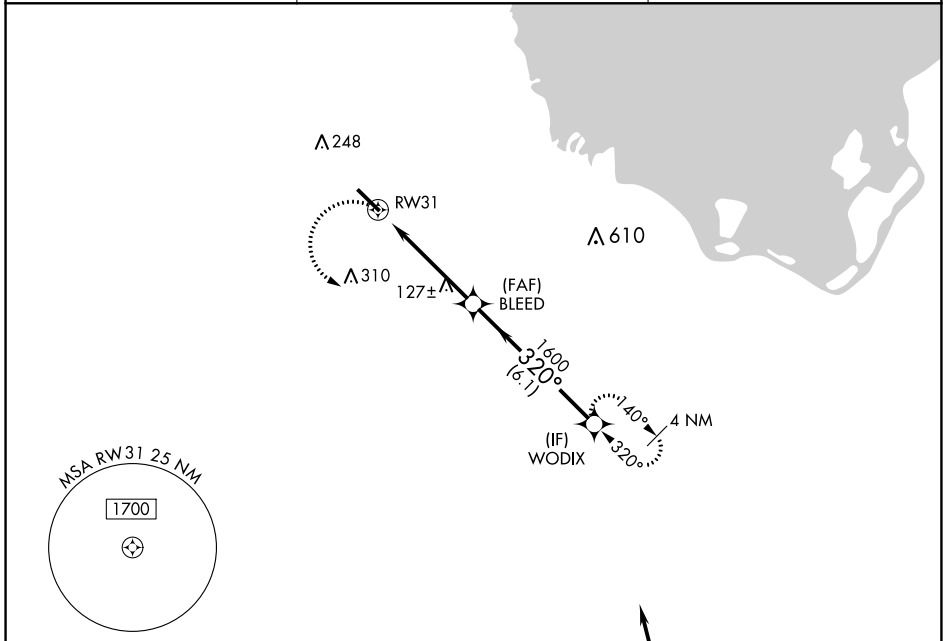 248
RW31
610
310
127±
(FAF)
BLEED
1600
320°
(6.1)
140°
4 NM
320°
(IF)
WODIX
MSA RW31 25 NM
1700